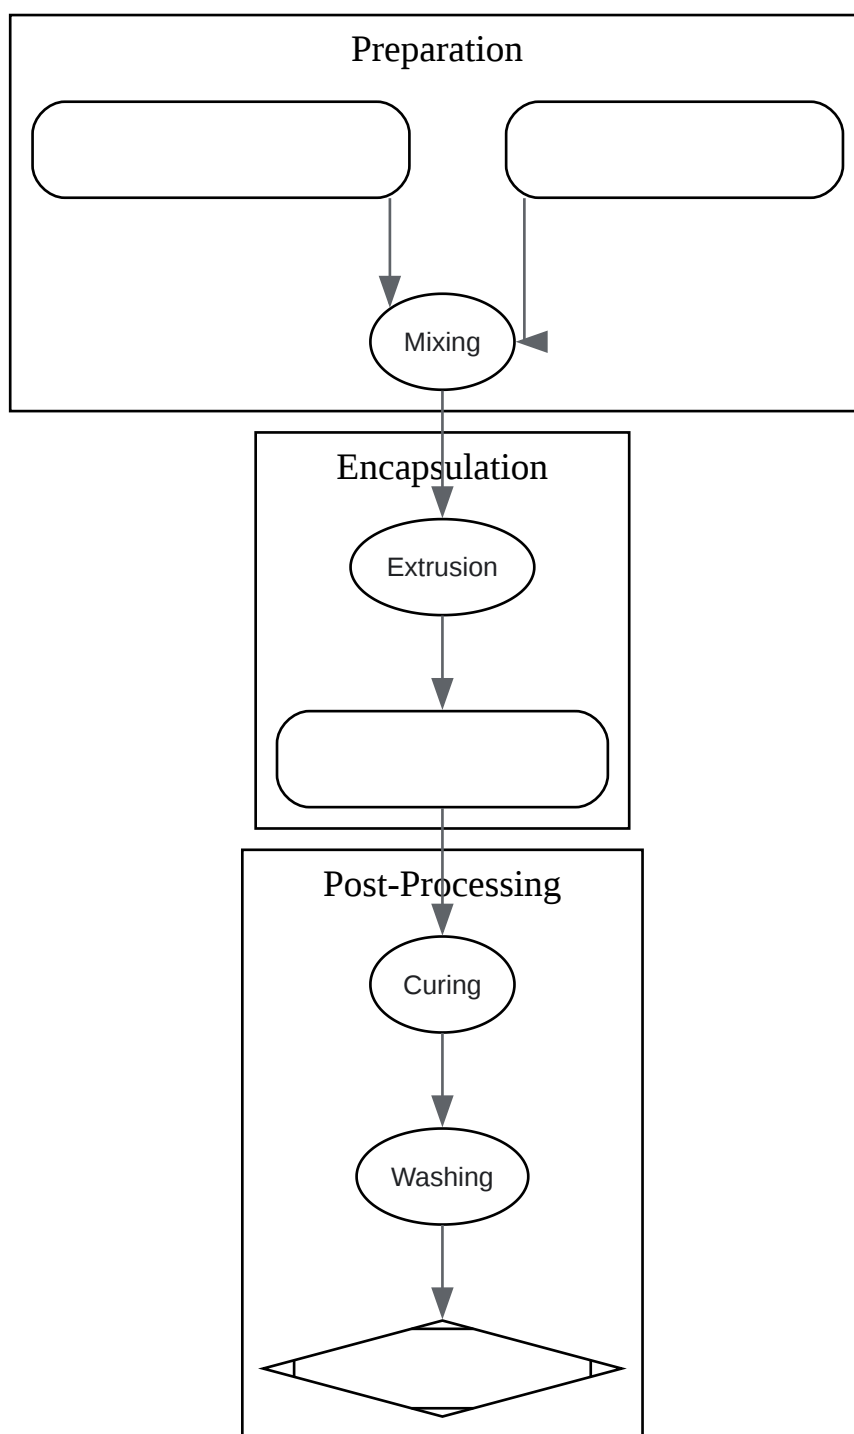 Preparation
Mixing
Encapsulation
Extrusion
Post-Processing
Curing
Washing